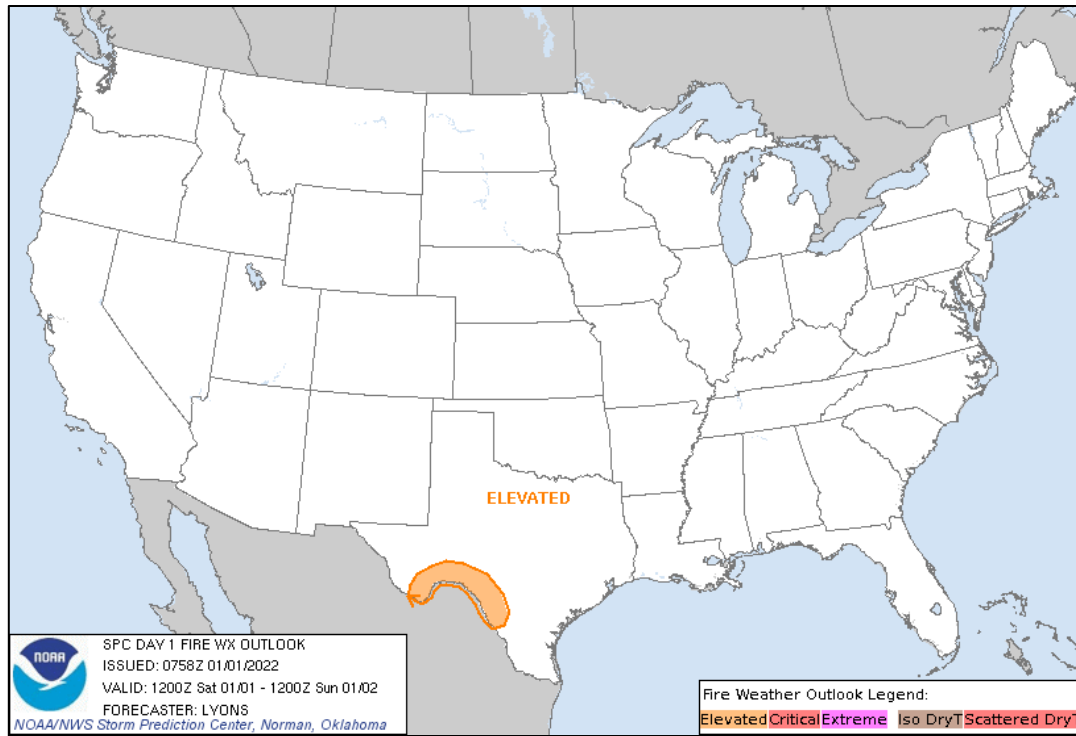 ELEVATED
NOAA
SPC DAY 1 FIRE WX OUTLOOK
ISSUED: 0758Z 01/01/2022
VALID: 1200Z Sat 01/01 - 1200Z Sun 01/02
FORECASTER: LYONS
NOAA/NWS Storm Prediction Center, Norman, Oklahoma
Fire Weather Outlook Legend:
Elevated Critical Extreme Iso DryT Scattered DryT